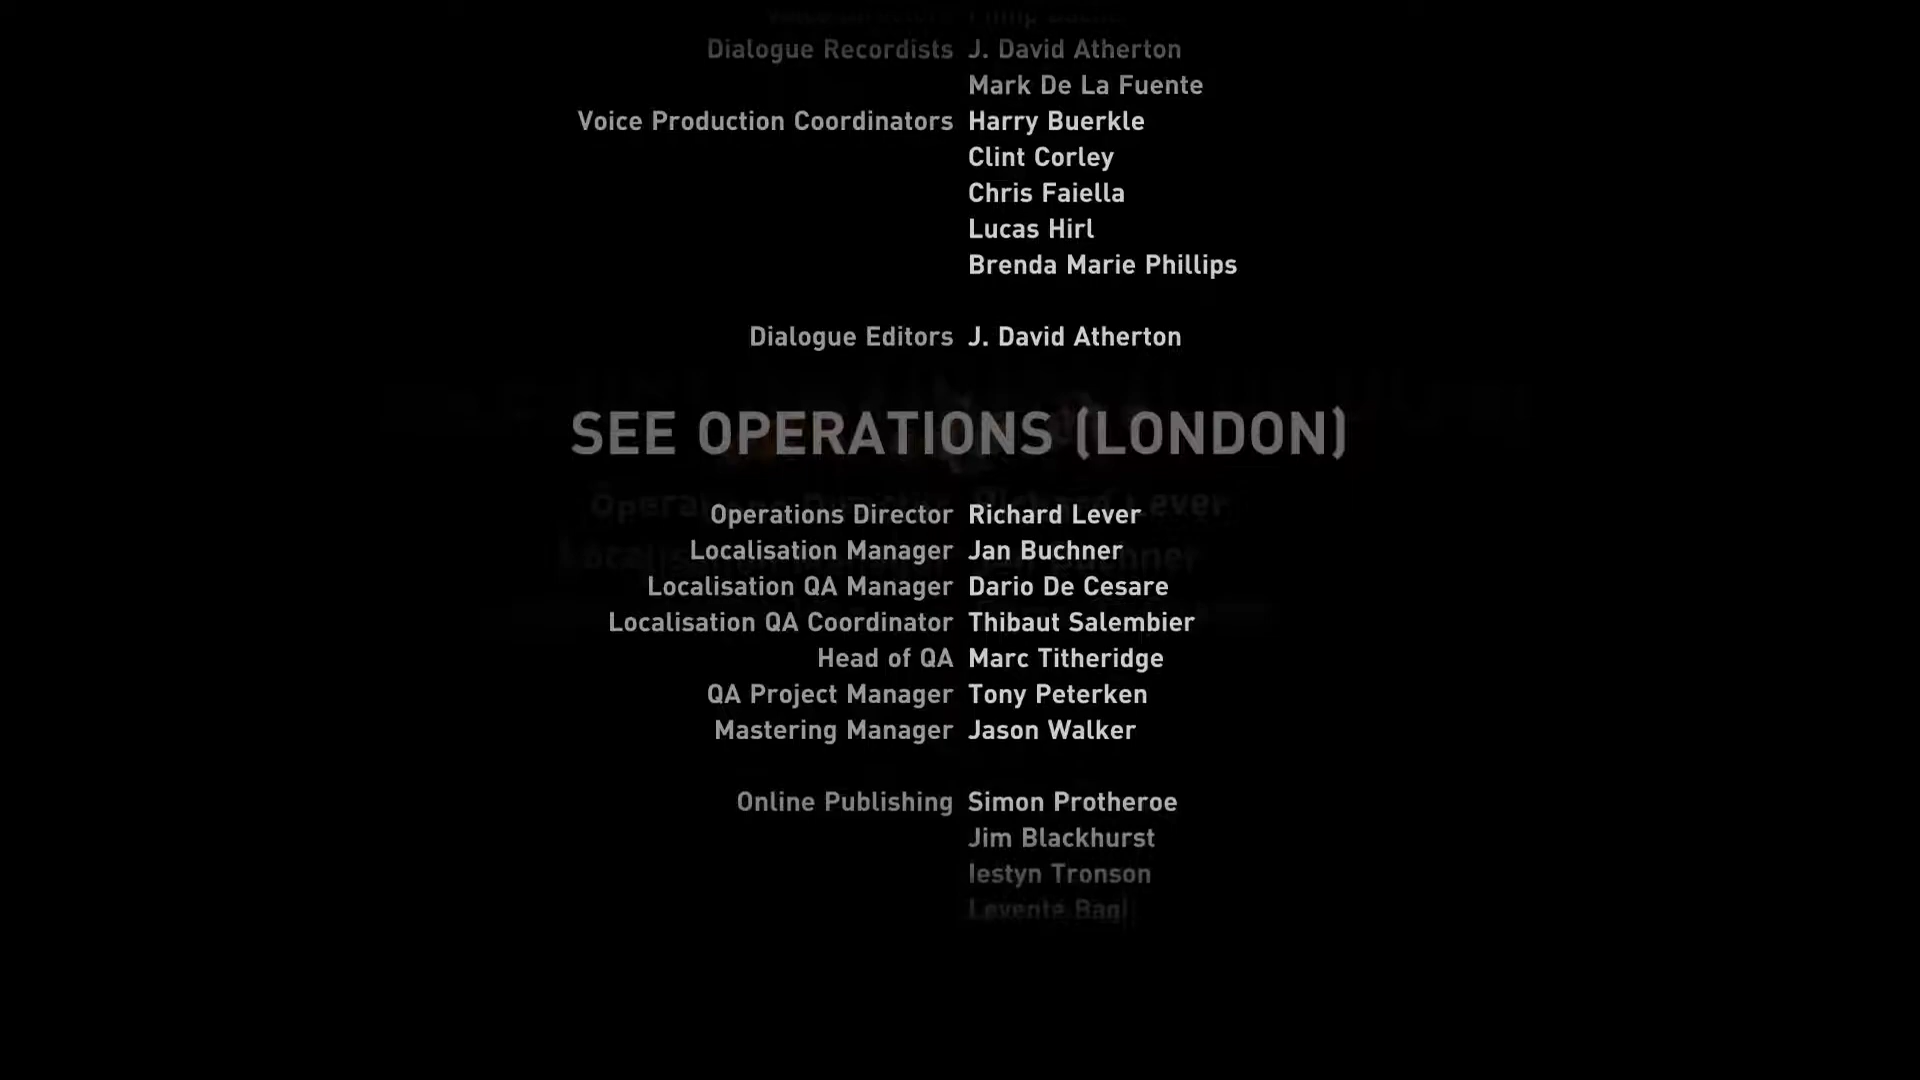 Dialogue Recordists J. David Atherton
Mark De La Fuente
Voice Production Coordinators Harry Buerkle
Clint Corley
Chris Faiella
Lucas Hirl
Brenda Marie Phillips
Dialogue Editors J. David Atherton
SEE OPERATIONS (LONDON)
Operations Director Richard Lever
Localisation Manager Jan Buchner
Localisation QA Manager Dario De Cesare
Localisation QA Coordinator Thibaut Salembier
Head of QA Marc Titheridge
QA Project Manager Tony Peterken
Mastering Manager Jason Walker
Online Publishing Simon Protheroe
Jim Blackhurst
Iestyn Tronson
Levente